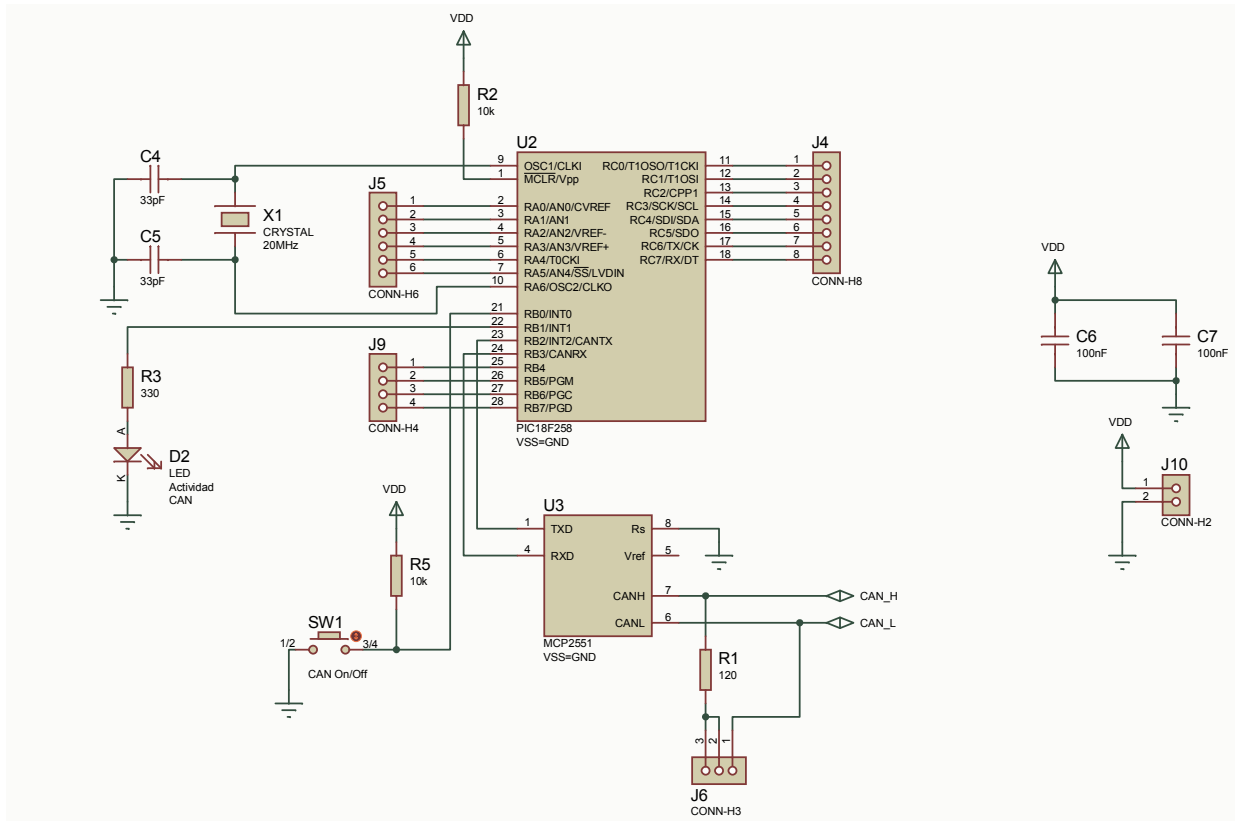 VDD
R2
10k
C4
33pF
X1
CRYSTAL
20MHz
C5
33pF
J5
1
2
3
4
5
6
CONN-H6
U2
9 OSC1/CLKI
1 MCLR/Vpp
2 RA0/AN0/CVREF
3 RA1/AN1
4 RA2/AN2/VREF-
5 RA3/AN3/VREF+
6 RA4/T0CKI
7 RA5/AN4/SS/LVDIN
10 RA6/OSC2/CLKO
21 RB0/INT0
22 RB1/INT1
23 RB2/INT2/CANTX
24 RB3/CANRX
25 RB4
26 RB5/PGM
27 RB6/PGC
28 RB7/PGD
RC0/T1OSO/T1CKI 11
RC1/T1OSI 12
RC2/CPP1 13
RC3/SCK/SCL 14
RC4/SDI/SDA 15
RC5/SDO 16
RC6/TX/CK 17
RC7/RX/DT 18
PIC18F258
VSS=GND
J4
1
2
3
4
5
6
7
8
CONN-H8
J9
1
2
3
4
CONN-H4
R3
330
A
K
D2
LED
Actividad
CAN
VDD
R5
10k
SW1
1/2
3/4
CAN On/Off
U3
1 TXD
4 RXD
Rs 8
Vref 5
CANH 7
CANL 6
MCP2551
VSS=GND
CAN_H
CAN_L
R1
120
3
2
1
J6
CONN-H3
VDD
C6
100nF
C7
100nF
VDD
J10
1
2
CONN-H2